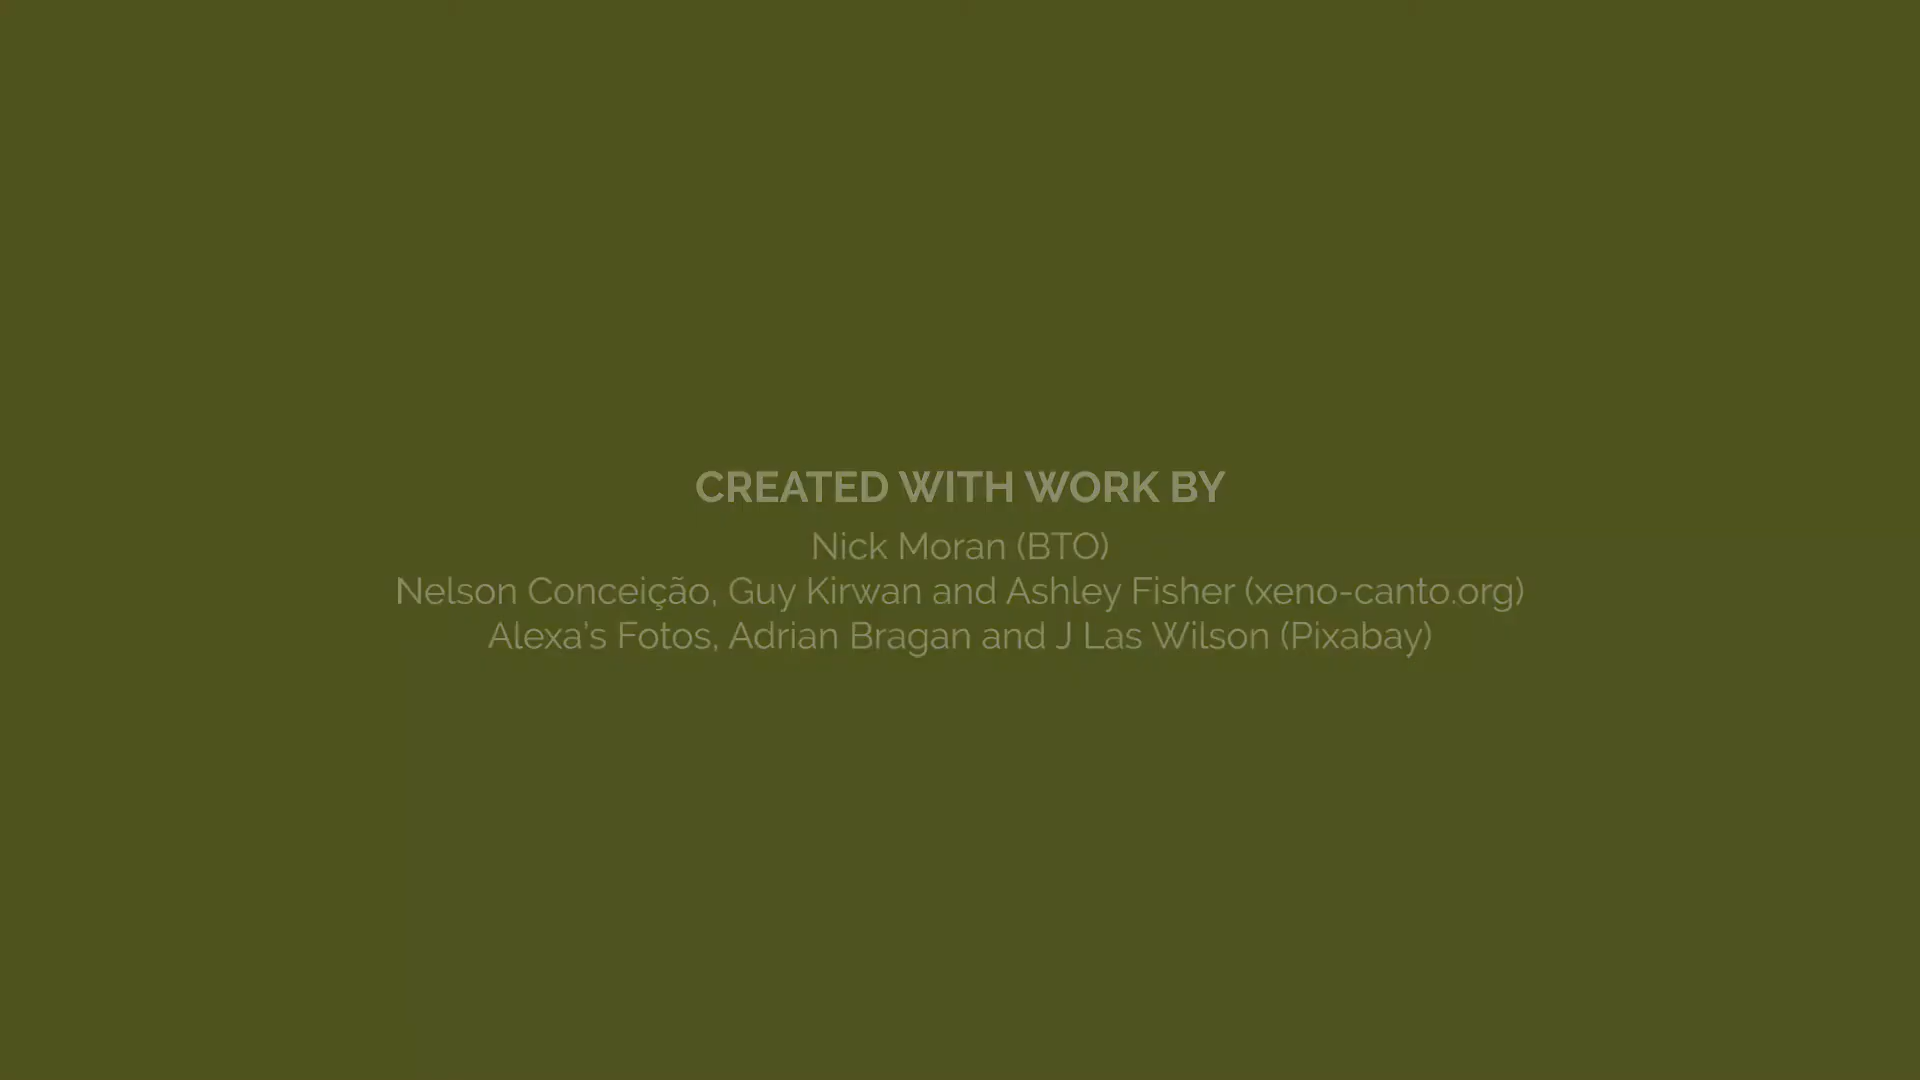 CREATED WITH WORK BY
Nick Moran (BTO)
Nelson Conceição, Guy Kirwan and Ashley Fisher (xeno-canto.org)
Alexa's Fotos, Adrian Bragan and J Las Wilson (Pixabay)